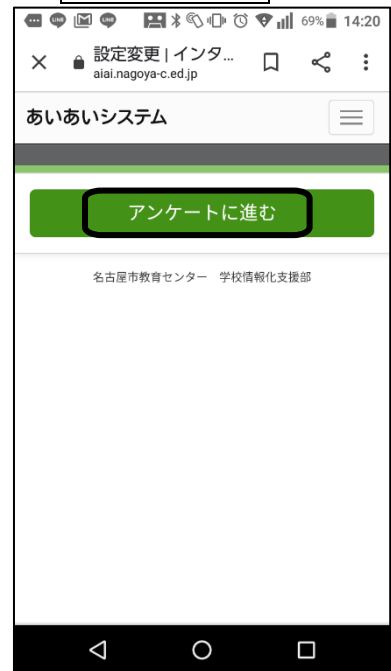 69% 14:20
設定変更 | インタ...
aiai.nagoya-c.ed.jp
あいあいシステム
アンケートに進む
名古屋市教育センター　学校情報化支援部